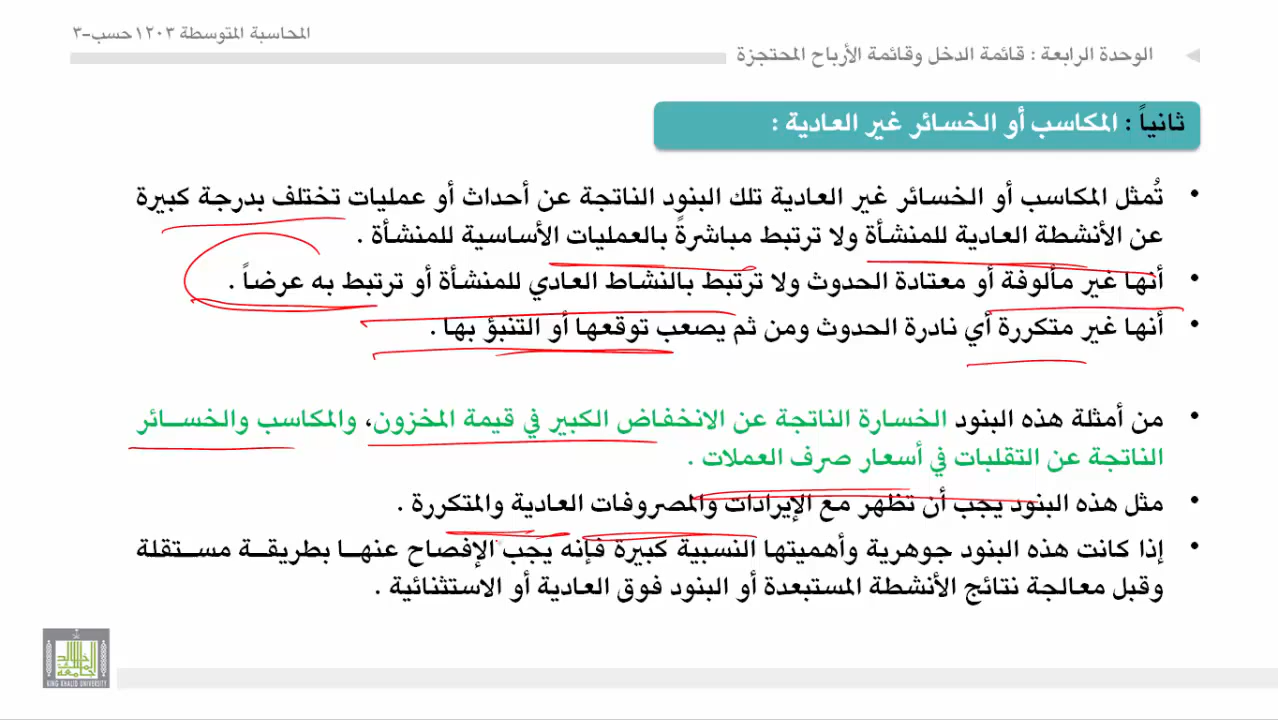 المحاسبة المتوسطة ١٢٠٣ حسب-٣
الوحدة الرابعة : قائمة الدخل وقائمة الأرباح المحتجزة
ثانياً : المكاسب أو الخسائر غير العادية :
• تُمثل المكاسب أو الخسائر غير العادية تلك البنود الناتجة عن أحداث أو عمليات تختلف بدرجة كبيرة
عن الأنشطة العادية للمنشأة ولا ترتبط مباشرةً بالعمليات الأساسية للمنشأة .
• أنها غير مألوفة أو معتادة الحدوث ولا ترتبط بالنشاط العادي للمنشأة أو ترتبط به عرضاً .
• أنها غير متكررة أي نادرة الحدوث ومن ثم يصعب توقعها أو التنبؤ بها .
• من أمثلة هذه البنود الخسارة الناتجة عن الانخفاض الكبير في قيمة المخزون، والمكاسب والخسائر
الناتجة عن التقلبات في أسعار صرف العملات .
• مثل هذه البنود يجب أن تظهر مع الإيرادات والمصروفات العادية والمتكررة .
• إذا كانت هذه البنود جوهرية وأهميتها النسبية كبيرة فإنه يجب الإفصاح عنها بطريقة مستقلة
وقبل معالجة نتائج الأنشطة المستبعدة أو البنود فوق العادية أو الاستثنائية .
جامعة الملك خالد
KING KHALID UNIVERSITY